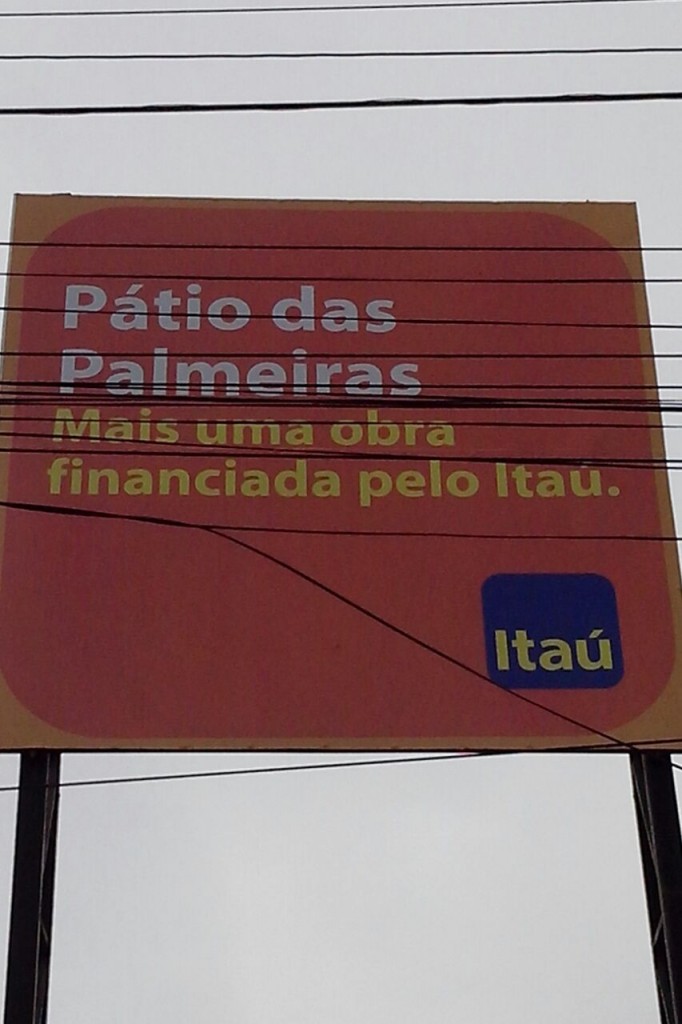 Pátio das
Palmeiras
Mais uma obra
financiada pelo Itaú.
Itaú